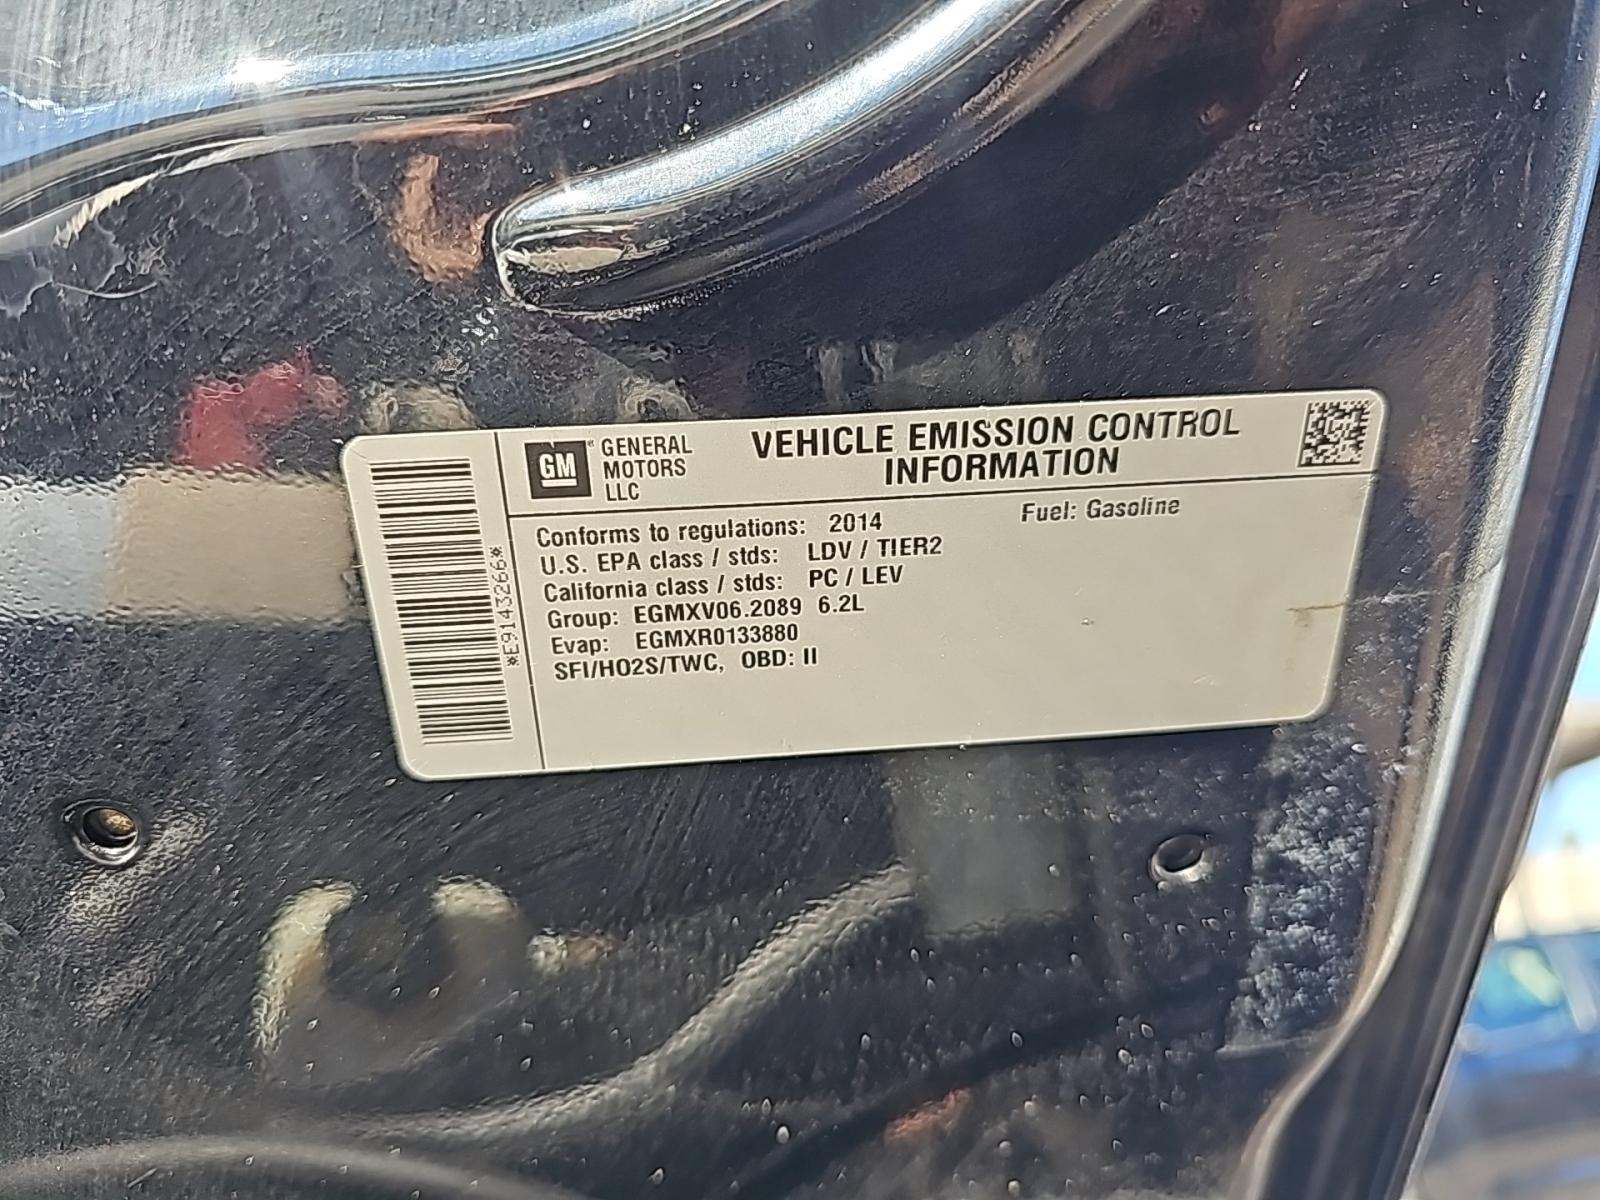 *E9143266*
GM
GENERAL
MOTORS
LLC
VEHICLE EMISSION CONTROL
INFORMATION
Fuel: Gasoline
Conforms to regulations: 2014
U.S. EPA class / stds: LDV / TIER2
California class / stds: PC / LEV
Group: EGMXV06.2089 6.2L
Evap: EGMXR0133880
SFI/HO2S/TWC, OBD: II